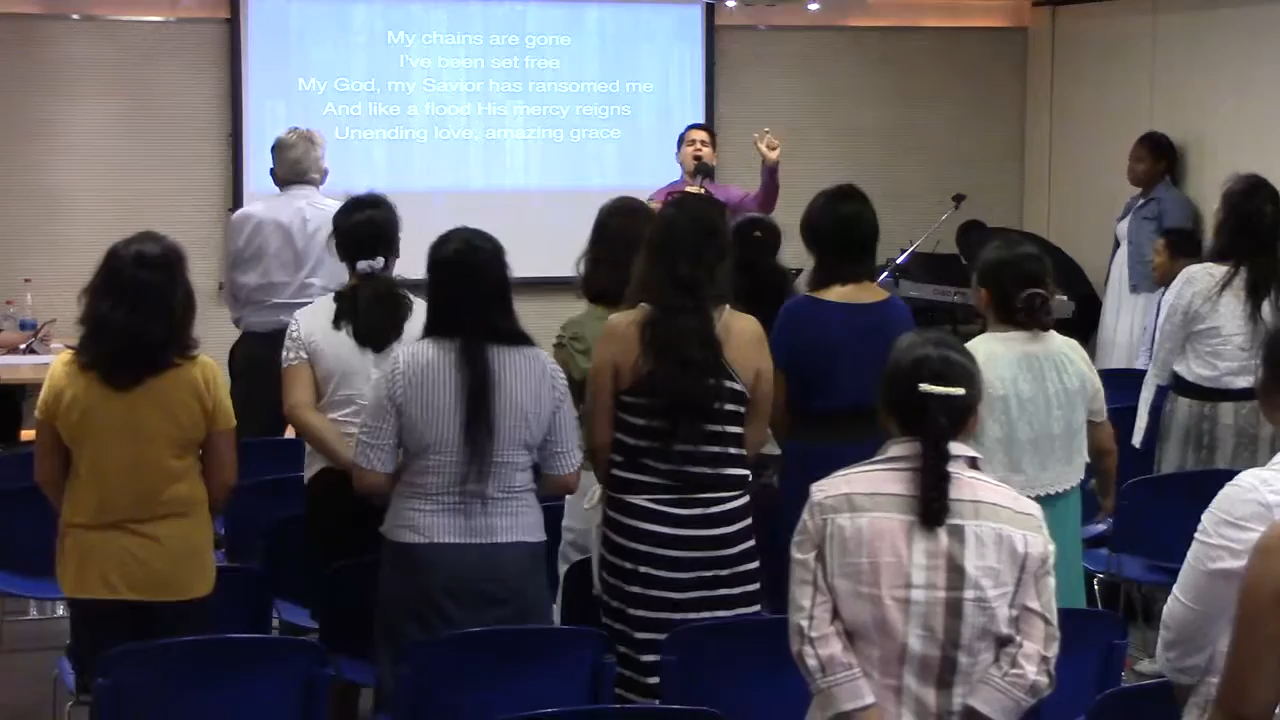 My chains are gone
I've been set free
My God, my Savior has ransomed me
And like a flood His mercy reigns
Unending love, amazing grace